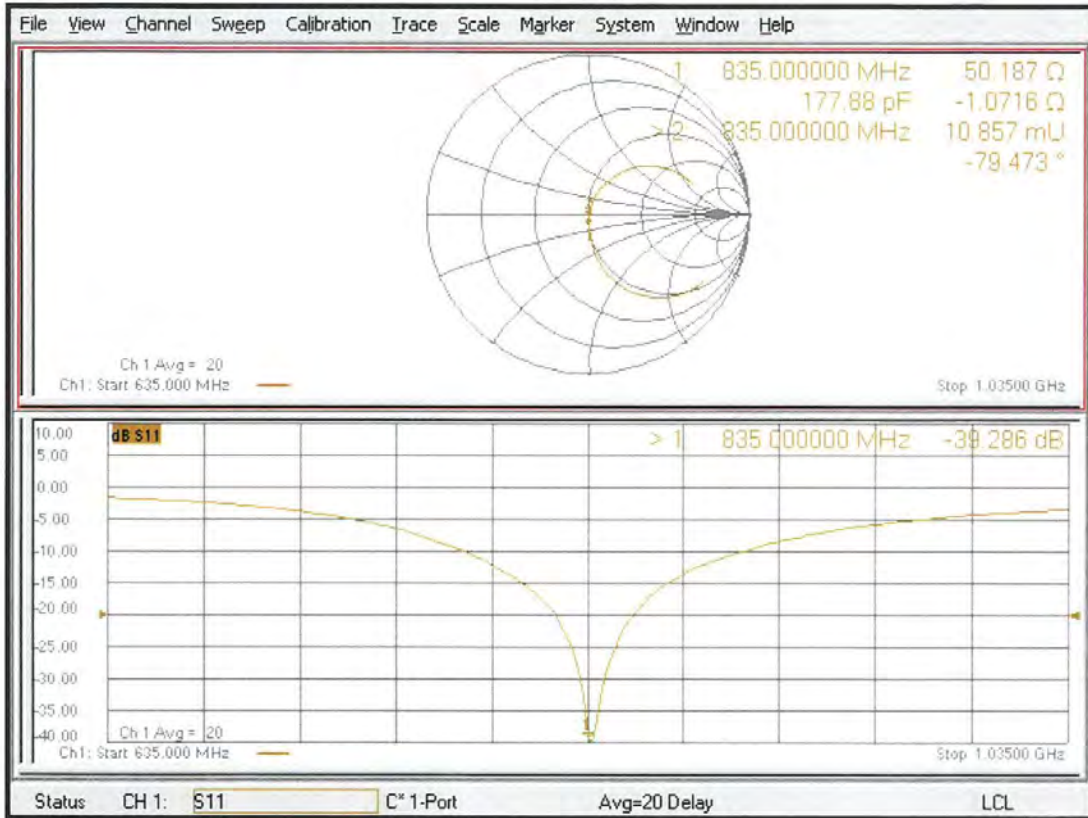 File View Channel Sweep Calibration Trace Scale Marker System Window Help
1 835.000000 MHz 50.187 Ω
177.88 pF -1.0716 Ω
> 2 835.000000 MHz 10.857 mU
-79.473 °
Ch 1 Avg = 20
Ch1: Start 635.000 MHz
Stop 1.03500 GHz
dB S11
> 1 835.000000 MHz -39.286 dB
10.00
5.00
0.00
-5.00
-10.00
-15.00
-20.00
-25.00
-30.00
-35.00
-40.00
Ch 1 Avg = 20
Ch1: Start 635.000 MHz
Stop 1.03500 GHz
Status CH 1: S11 C* 1-Port Avg=20 Delay LCL